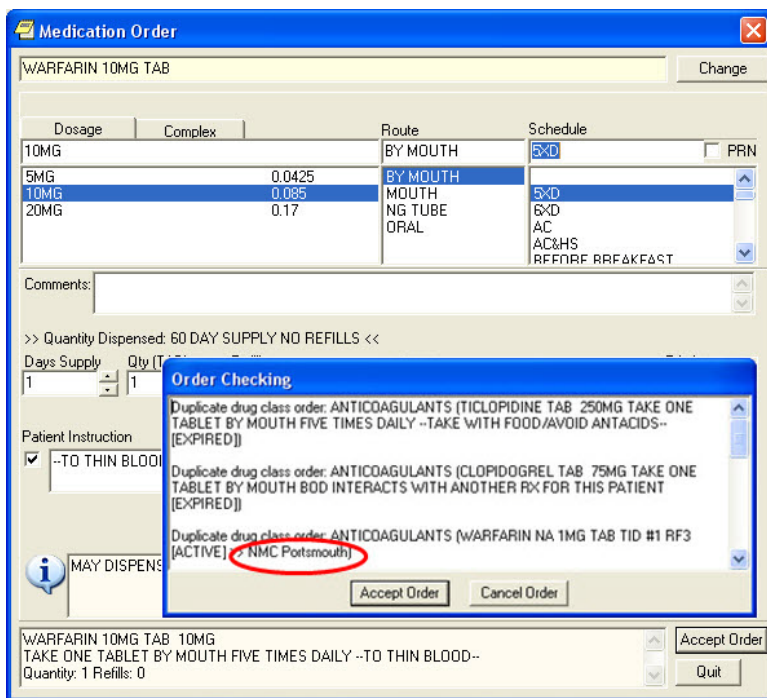 Medication Order
WARFARIN 10MG TAB
Change
Dosage Complex Route Schedule
10MG BY MOUTH 5XD PRN
5MG 0.0425 BY MOUTH
10MG 0.085 MOUTH 5XD
20MG 0.17 NG TUBE 6XD
ORAL AC
AC&HS
BEFORE BREAKFAST
Comments:
>> Quantity Dispensed: 60 DAY SUPPLY NO REFILLS <<
Days Supply Qty
1 1
Order Checking
Duplicate drug class order: ANTICOAGULANTS (TICLOPIDINE TAB 250MG TAKE ONE
TABLET BY MOUTH FIVE TIMES DAILY --TAKE WITH FOOD/AVOID ANTACIDS--
[EXPIRED])
Duplicate drug class order: ANTICOAGULANTS (CLOPIDOGREL TAB 75MG TAKE ONE
TABLET BY MOUTH BOD INTERACTS WITH ANOTHER RX FOR THIS PATIENT
[EXPIRED])
Duplicate drug class order: ANTICOAGULANTS (WARFARIN NA 1MG TAB TID #1 RF3
[ACTIVE] >> NMC Portsmouth)
Accept Order Cancel Order
Patient Instruction
--TO THIN BLOOD
MAY DISPENS
WARFARIN 10MG TAB 10MG
TAKE ONE TABLET BY MOUTH FIVE TIMES DAILY --TO THIN BLOOD--
Quantity: 1 Refills: 0
Accept Order
Quit